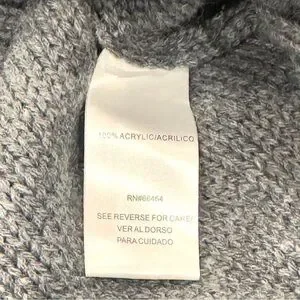 100% ACRYLIC/ACRILICO
RN#66464
SEE REVERSE FOR CARE/
VER AL DORSO
PARA CUIDADO